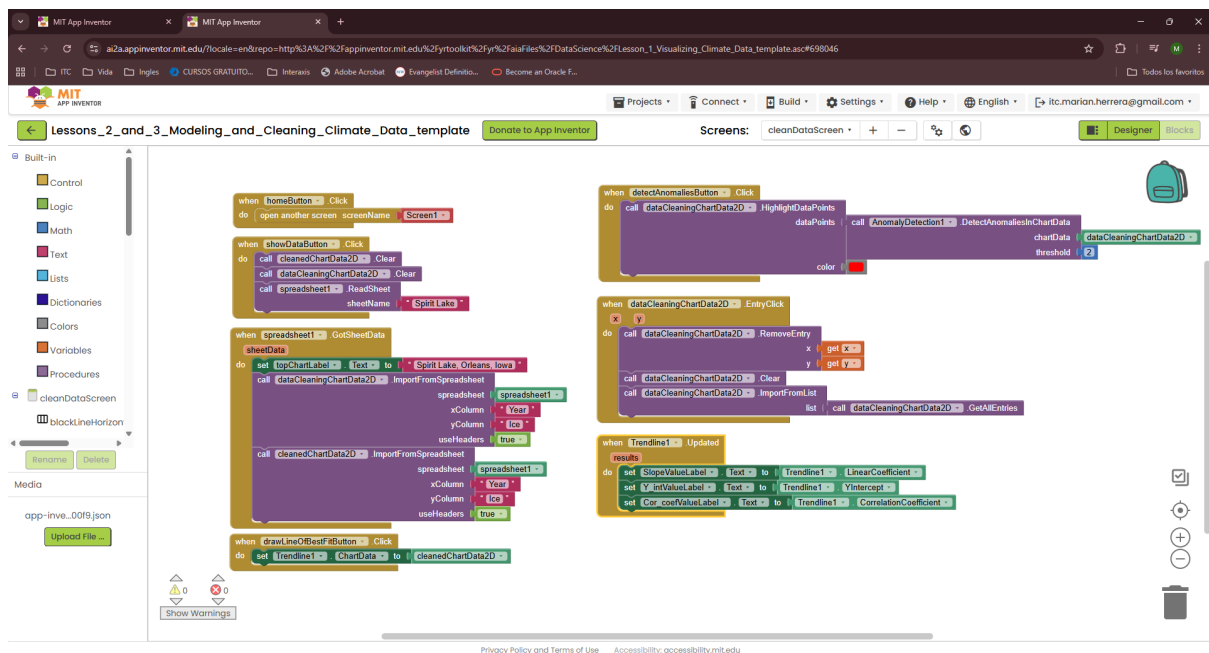 MIT App Inventor
MIT App Inventor
ai2a.appinventor.mit.edu/?locale=en&repo=http%3A%2F%2Fappinventor.mit.edu%2Fyrtoolkit%2Fyr%2FaiaFiles%2FDataScience%2FLesson_1_Visualizing_Climate_Data_template.asc#698046
M
ITC Vida Ingles CURSOS GRATUITO... Interaxis Adobe Acrobat Evangelist Definitio... Become an Oracle F... Todos los favoritos
MIT
APP INVENTOR
Projects Connect Build Settings Help English itc.marian.herrera@gmail.com
Lessons_2_and_3_Modeling_and_Cleaning_Climate_Data_template Donate to App Inventor Screens: cleanDataScreen + − Designer Blocks
Built-in
Control
Logic
Math
Text
Lists
Dictionaries
Colors
Variables
Procedures
cleanDataScreen
blackLineHorizon
Rename Delete
Media
app-inve...00f9.json
Upload File ...
when homeButton .Click
do open another screen screenName Screen1
when showDataButton .Click
do call cleanedChartData2D .Clear
call dataCleaningChartData2D .Clear
call spreadsheet1 .ReadSheet
sheetName " Spirit Lake "
when spreadsheet1 .GotSheetData
sheetData
do set topChartLabel . Text to " Spirit Lake, Orleans, Iowa "
call dataCleaningChartData2D .ImportFromSpreadsheet
spreadsheet spreadsheet1
xColumn " Year "
yColumn " Ice "
useHeaders true
call cleanedChartData2D .ImportFromSpreadsheet
spreadsheet spreadsheet1
xColumn " Year "
yColumn " Ice "
useHeaders true
when drawLineOfBestFitButton .Click
do set Trendline1 . ChartData to cleanedChartData2D
when detectAnomaliesButton .Click
do call dataCleaningChartData2D .HighlightDataPoints
dataPoints call AnomalyDetection1 .DetectAnomaliesInChartData
chartData dataCleaningChartData2D
threshold 2
color
when dataCleaningChartData2D .EntryClick
x y
do call dataCleaningChartData2D .RemoveEntry
x get x
y get y
call dataCleaningChartData2D .Clear
call dataCleaningChartData2D .ImportFromList
list call dataCleaningChartData2D .GetAllEntries
when Trendline1 .Updated
results
do set SlopeValueLabel . Text to Trendline1 . LinearCoefficient
set Y_intValueLabel . Text to Trendline1 . YIntercept
set Cor_coefValueLabel . Text to Trendline1 . CorrelationCoefficient
0 0
Show Warnings
Privacy Policy and Terms of Use Accessibility: accessibility.mit.edu